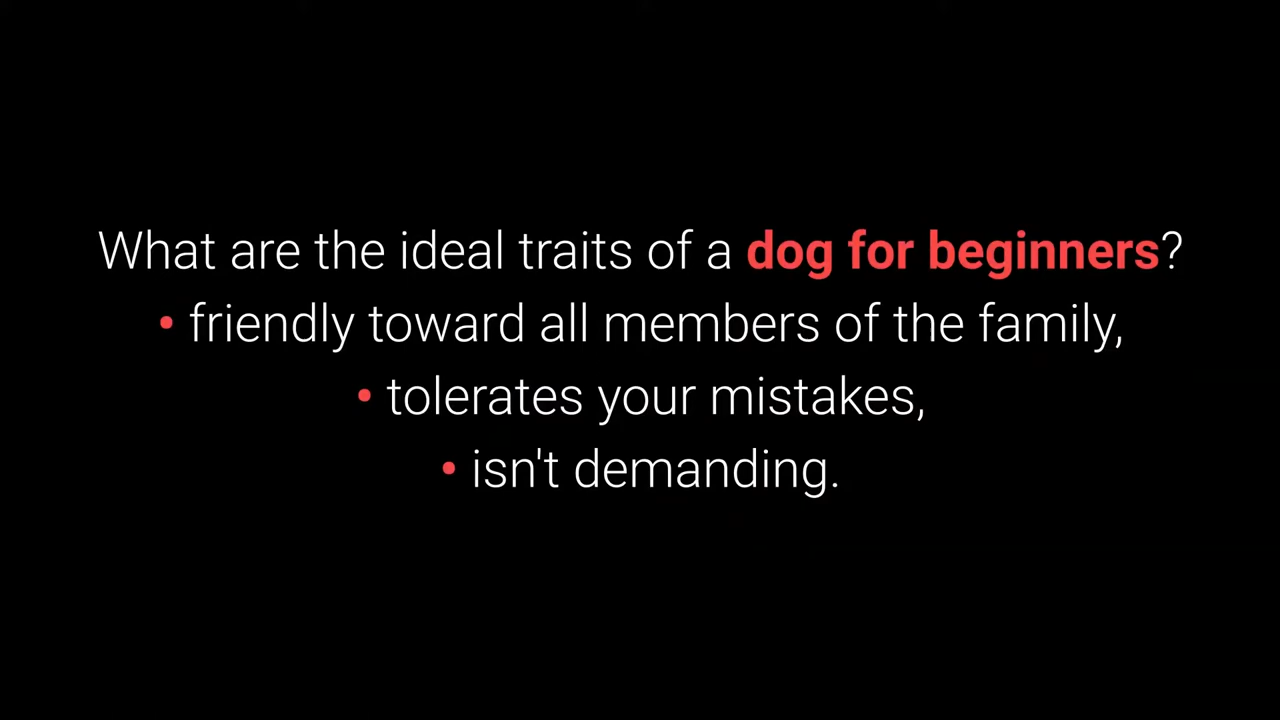 What are the ideal traits of a dog for beginners?
• friendly toward all members of the family,
• tolerates your mistakes,
• isn't demanding.